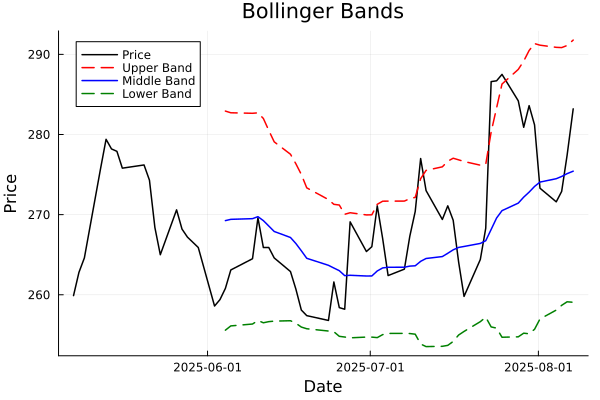 Bollinger Bands
Price
Upper Band
Middle Band
Lower Band
290
280
270
260
Price
2025-06-01
2025-07-01
2025-08-01
Date